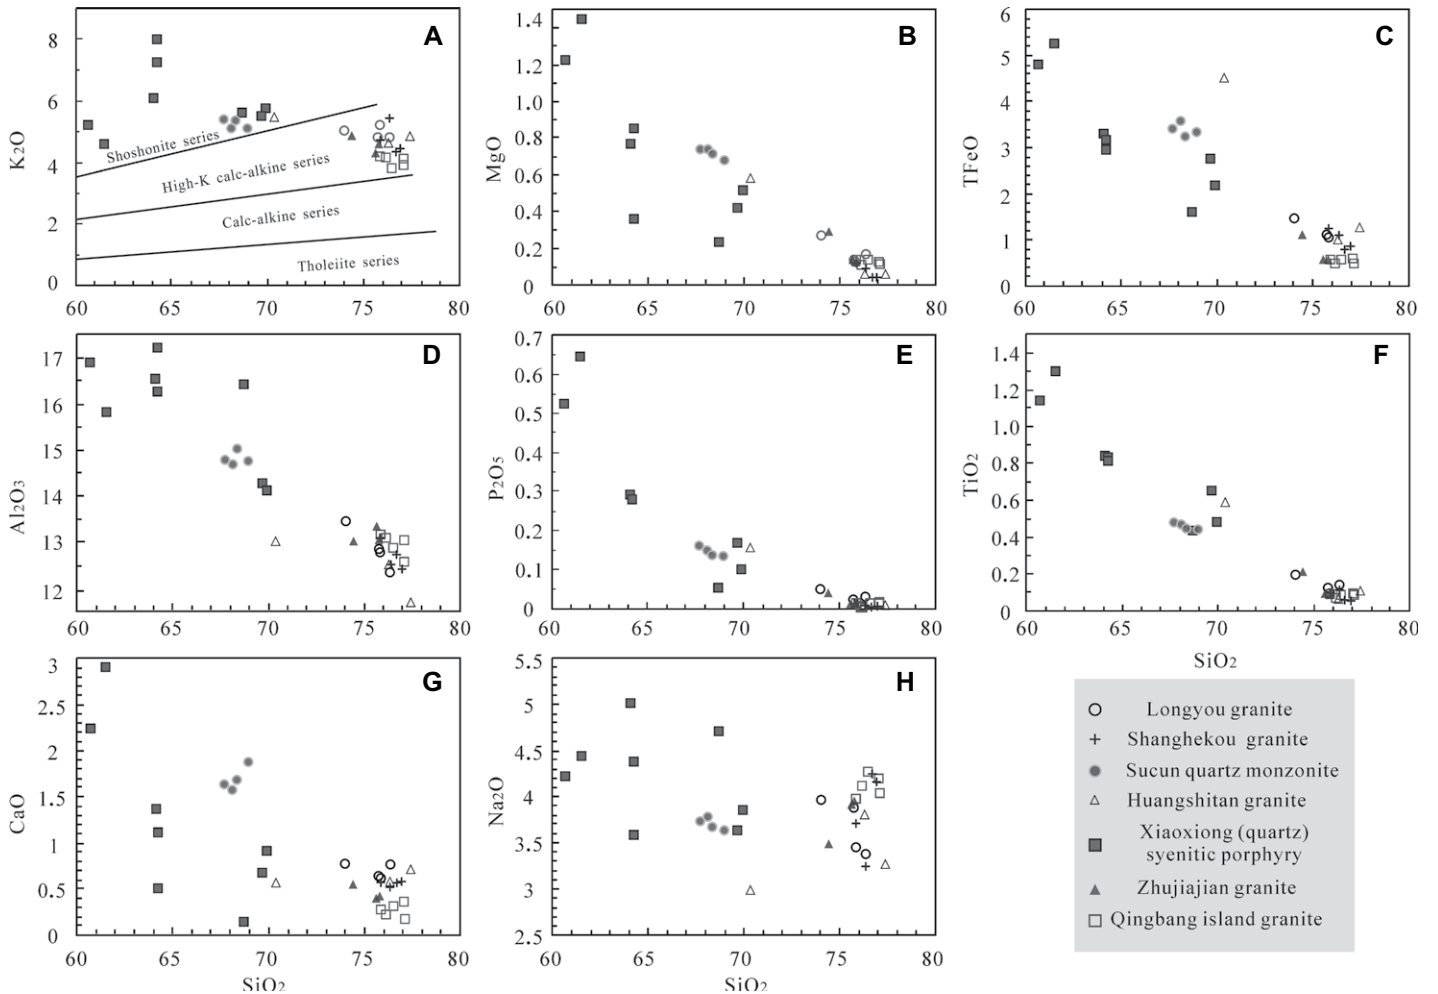 A
K2O
8
6
4
2
0
Shoshonite series
High-K calc-alkine series
Calc-alkine series
Tholeiite series
60 65 70 75 80
B
MgO
1.4
1.2
1.0
0.8
0.6
0.4
0.2
0
60 65 70 75 80
C
TFeO
6
5
4
3
2
1
0
60 65 70 75 80
D
Al2O3
17
16
15
14
13
12
60 65 70 75 80
E
P2O5
0.7
0.6
0.5
0.4
0.3
0.2
0.1
0
60 65 70 75 80
F
TiO2
1.4
1.2
1.0
0.8
0.6
0.4
0.2
0
60 65 70 75 80
SiO2
G
CaO
3
2.5
2
1.5
1
0.5
0
60 65 70 75 80
SiO2
H
Na2O
5.5
5
4.5
4
3.5
3
2.5
60 65 70 75 80
SiO2
Longyou granite
Shanghekou granite
Sucun quartz monzonite
Huangshitan granite
Xiaoxiong (quartz)
syenitic porphyry
Zhujiajian granite
Qingbang island granite